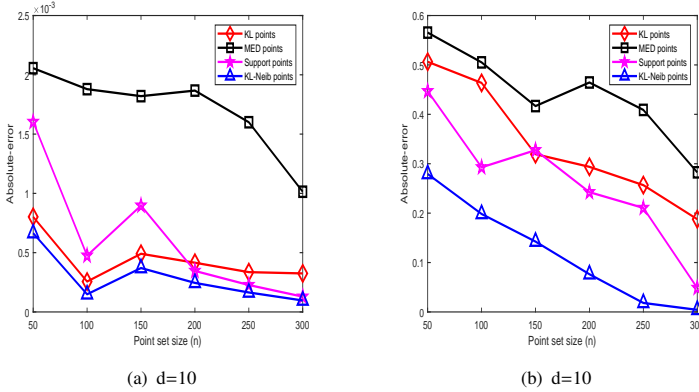 ×10⁻³
2.5
2
1.5
1
0.5
0
Absolute-error
50
100
150
200
250
300
Point set size (n)
KL points
MED points
Support points
KL-Neib points
(a) d=10
0.6
0.5
0.4
0.3
0.2
0.1
0
Absolute-error
50
100
150
200
250
300
Point set size (n)
KL points
MED points
Support points
KL-Neib points
(b) d=10